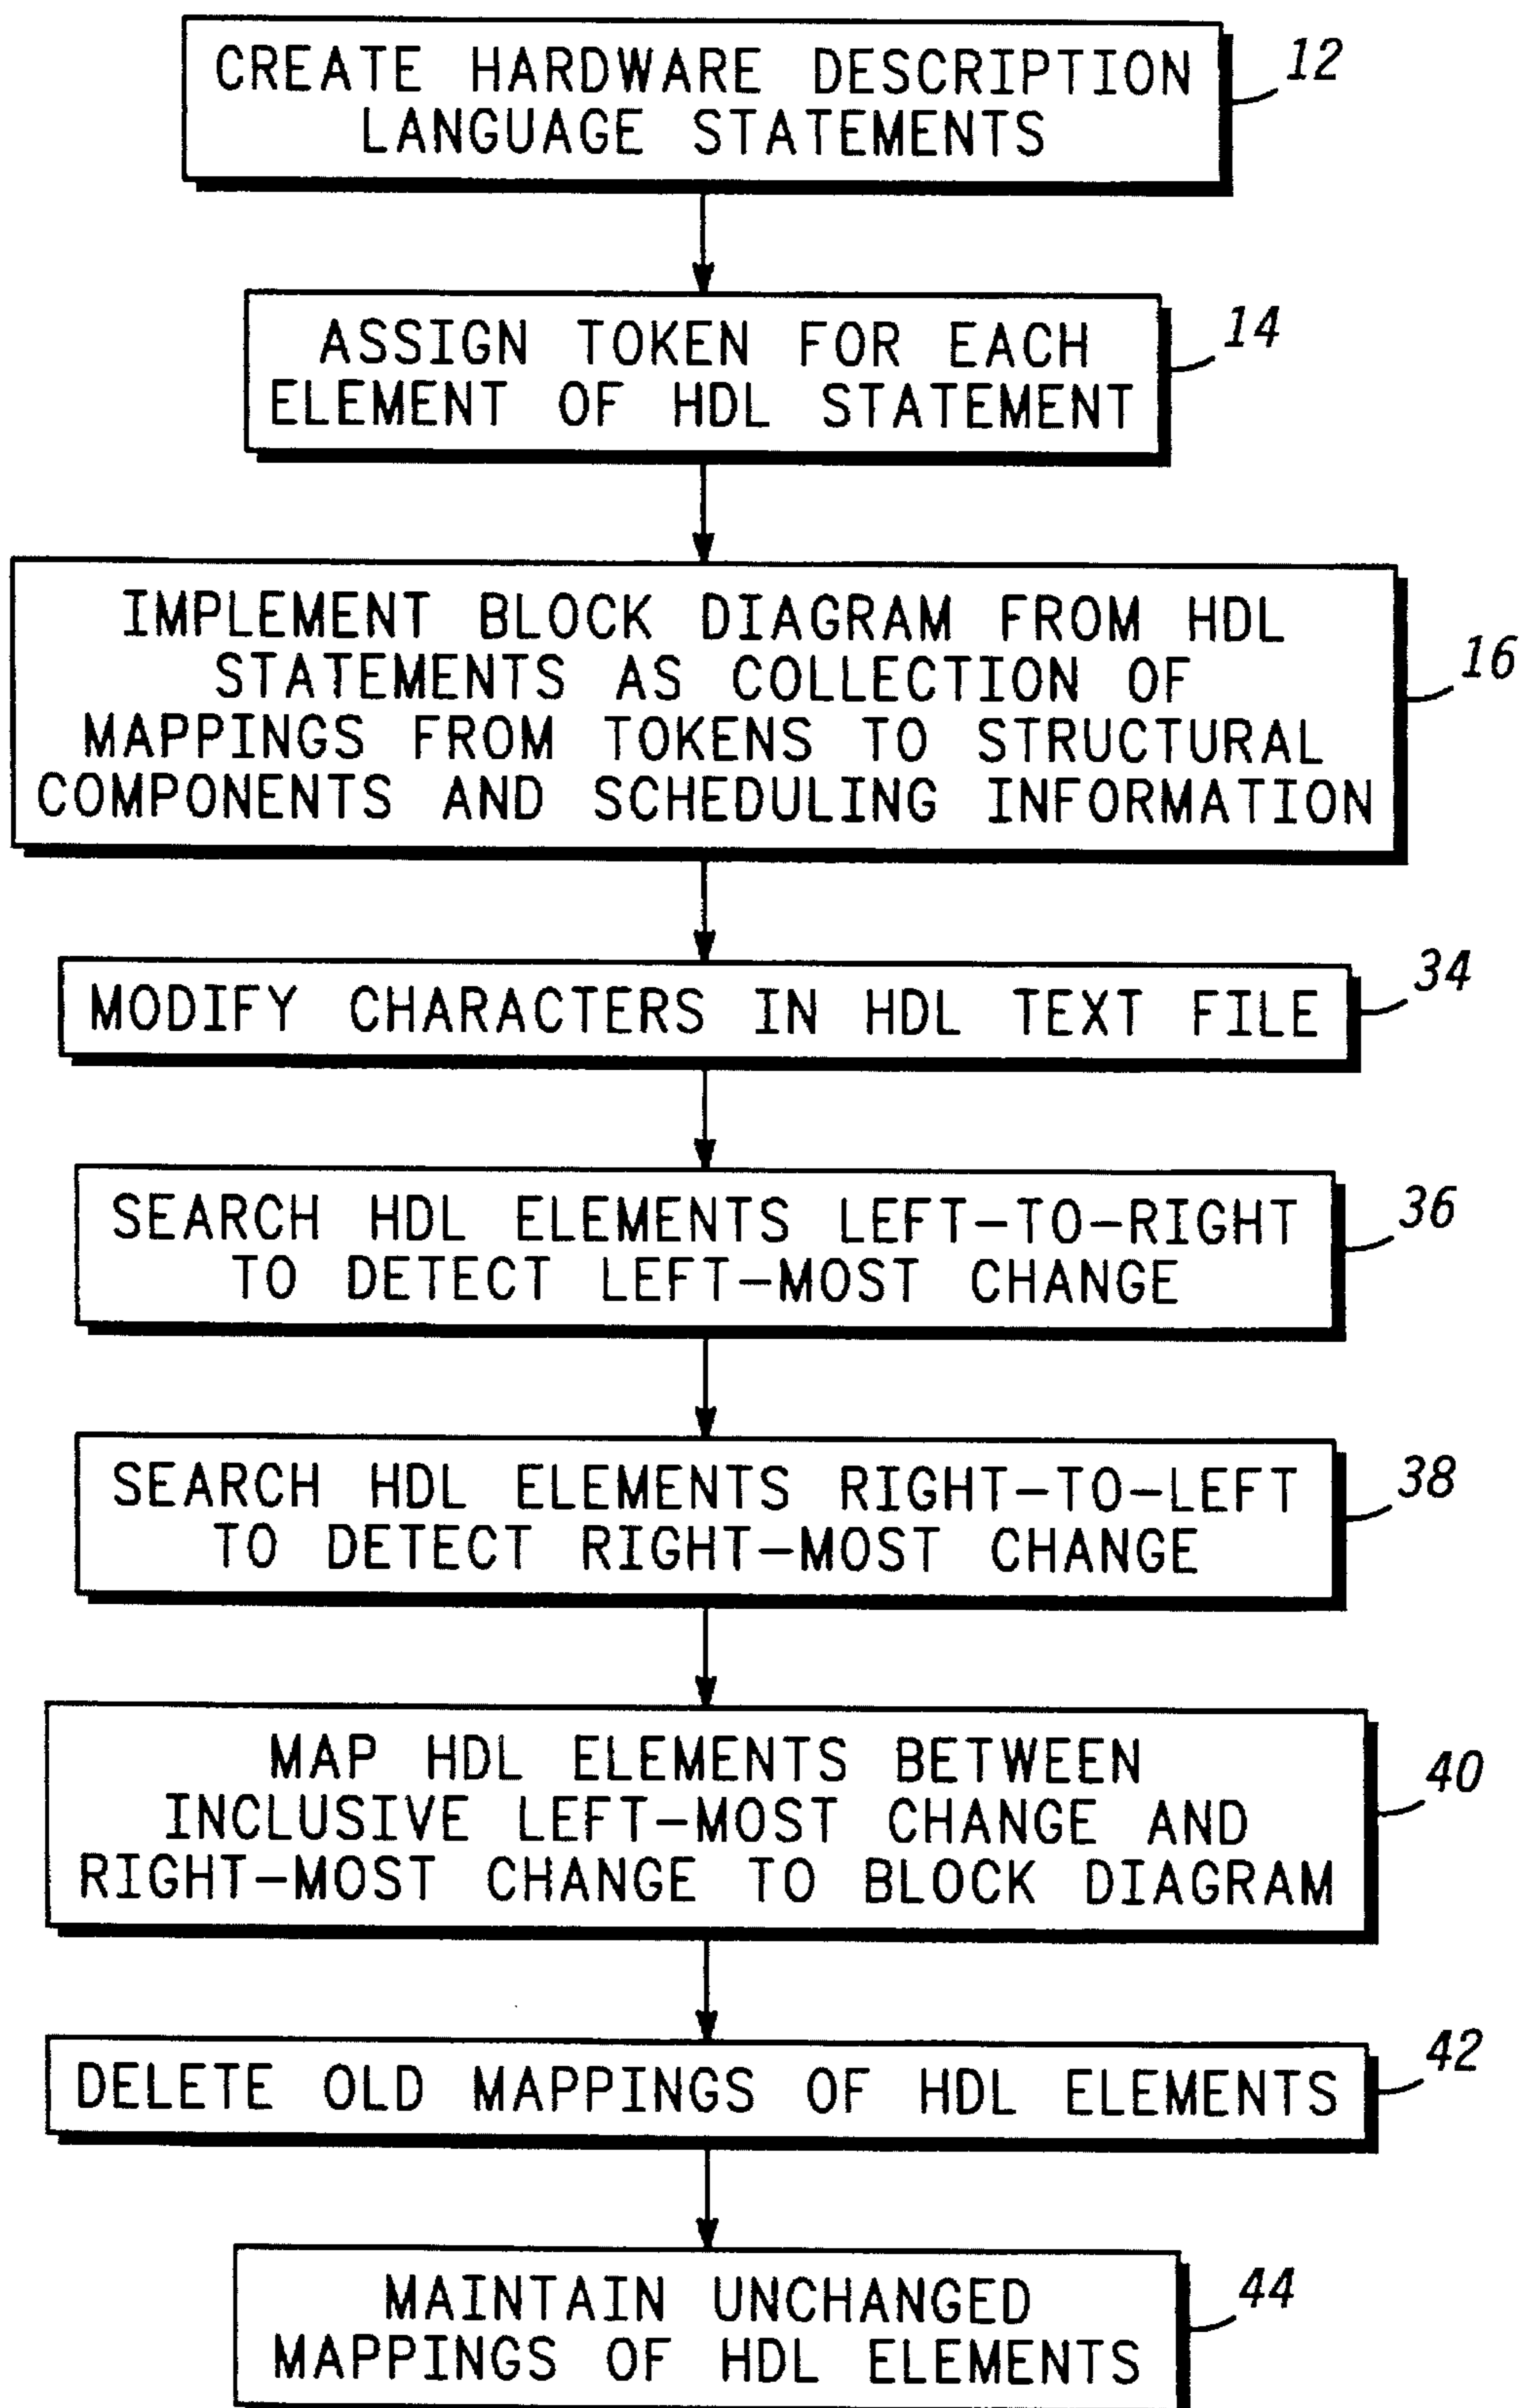 CREATE HARDWARE DESCRIPTION
LANGUAGE STATEMENTS
12
ASSIGN TOKEN FOR EACH
ELEMENT OF HDL STATEMENT
14
IMPLEMENT BLOCK DIAGRAM FROM HDL
STATEMENTS AS COLLECTION OF
MAPPINGS FROM TOKENS TO STRUCTURAL
COMPONENTS AND SCHEDULING INFORMATION
16
MODIFY CHARACTERS IN HDL TEXT FILE
34
SEARCH HDL ELEMENTS LEFT-TO-RIGHT
TO DETECT LEFT-MOST CHANGE
36
SEARCH HDL ELEMENTS RIGHT-TO-LEFT
TO DETECT RIGHT-MOST CHANGE
38
MAP HDL ELEMENTS BETWEEN
INCLUSIVE LEFT-MOST CHANGE AND
RIGHT-MOST CHANGE TO BLOCK DIAGRAM
40
DELETE OLD MAPPINGS OF HDL ELEMENTS
42
MAINTAIN UNCHANGED
MAPPINGS OF HDL ELEMENTS
44